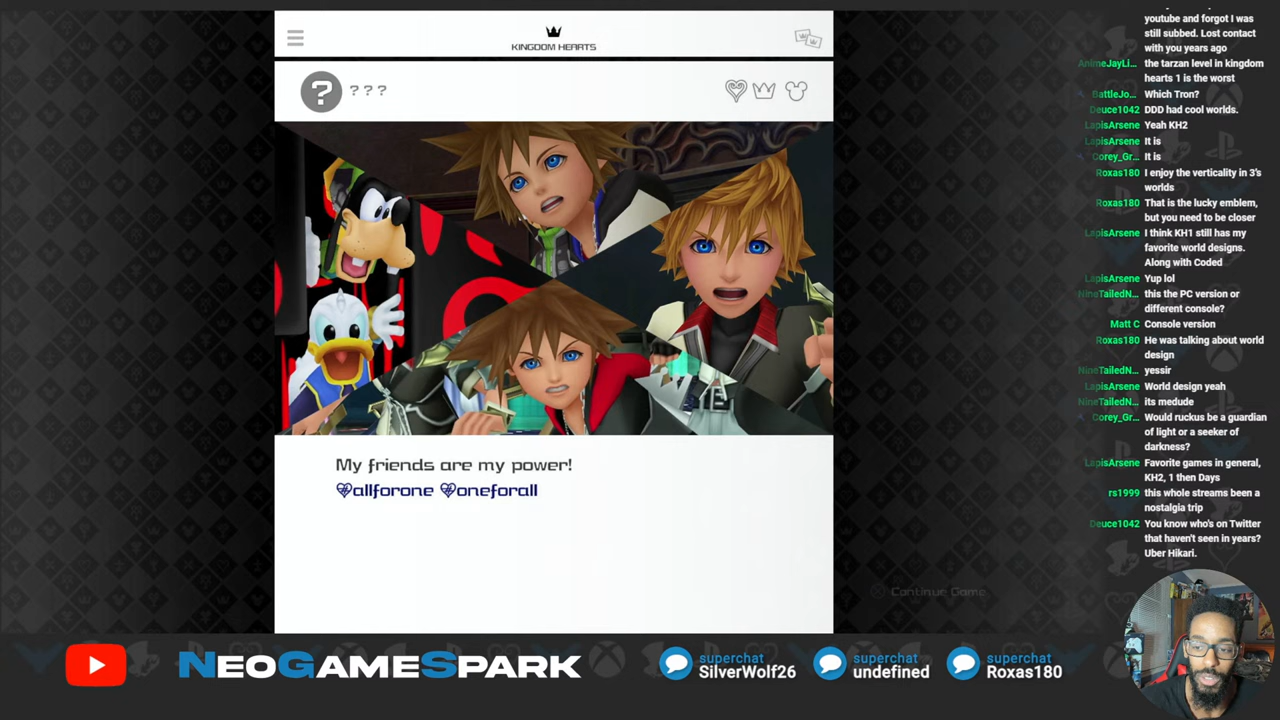 KINGDOM HEARTS
? ? ? ?
My friends are my power!
allforone oneforall
Continue Game
youtube and forgot I was
still subbed. Lost contact
with you years ago
AnimeJayLi... the tarzan level in kingdom
hearts 1 is the worst
BattleJo... Which Tron?
Deuce1042 DDD had cool worlds.
LapisArsene Yeah KH2
LapisArsene It is
Corey_Gr... It is
Roxas180 I enjoy the verticality in 3's
worlds
Roxas180 That is the lucky emblem,
but you need to be closer
LapisArsene I think KH1 still has my
favorite world designs.
Along with Coded
LapisArsene Yup lol
NineTailedN... this the PC version or
different console?
Matt C Console version
Roxas180 He was talking about world
design
NineTailedN... yessir
LapisArsene World design yeah
NineTailedN... its medude
Corey_Gr... Would ruckus be a guardian
of light or a seeker of
darkness?
LapisArsene Favorite games in general,
KH2, 1 then Days
rs1999 this whole streams been a
nostalgia trip
Deuce1042 You know who's on Twitter
that haven't seen in years?
Uber Hikari.
NEOGAMESPARK
superchat
SilverWolf26
superchat
undefined
superchat
Roxas180